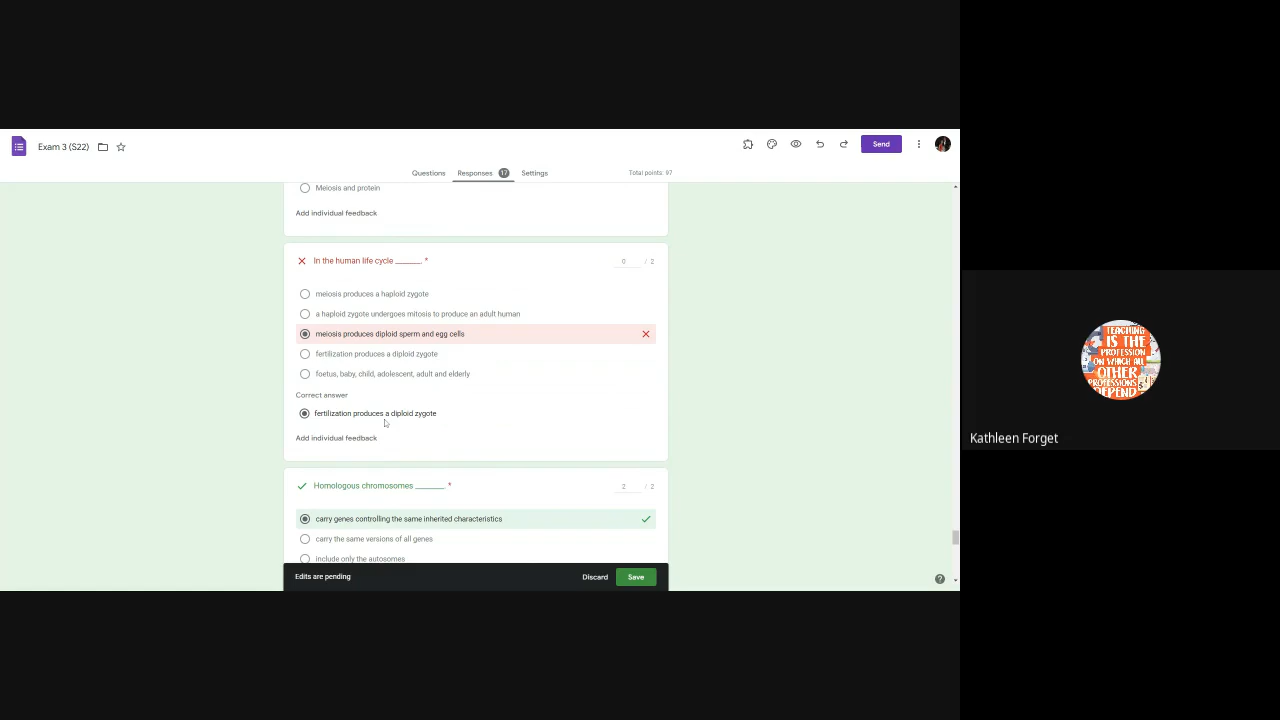 Exam 3 (S22)
Send
Questions
Responses 17
Settings
Total points: 97
Meiosis and protein
Add individual feedback
In the human life cycle ______. *
0 / 2
meiosis produces a haploid zygote
a haploid zygote undergoes mitosis to produce an adult human
meiosis produces diploid sperm and egg cells
fertilization produces a diploid zygote
foetus, baby, child, adolescent, adult and elderly
Correct answer
fertilization produces a diploid zygote
Add individual feedback
Homologous chromosomes _______. *
2 / 2
carry genes controlling the same inherited characteristics
carry the same versions of all genes
include only the autosomes
Edits are pending
Discard
Save
TEACHING
IS THE
PROFESSION
ON WHICH ALL
OTHER
PROFESSIONS
DEPEND
Kathleen Forget